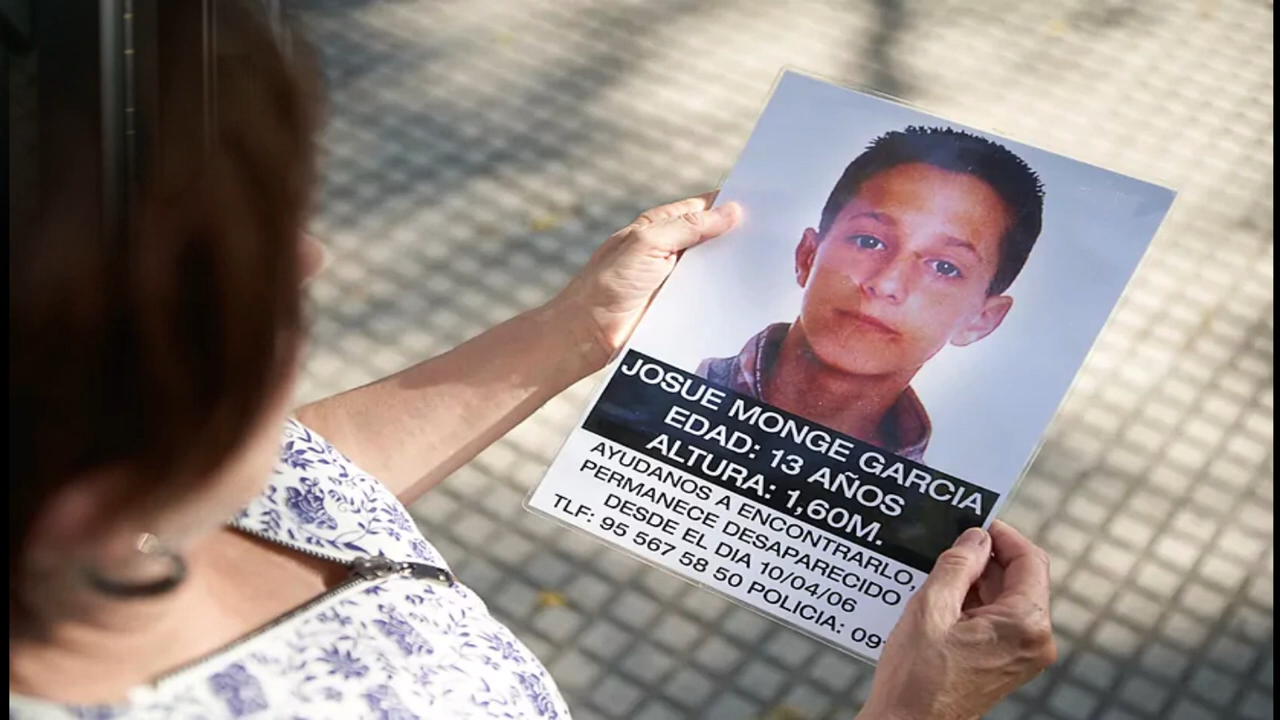 JOSUE MONGE GARCIA
EDAD: 13 AÑOS
ALTURA: 1,60M.
AYUDANOS A ENCONTRARLO,
PERMANECE DESAPARECIDO
DESDE EL DIA 10/04/06
TLF: 95 567 58 50 POLICIA: 09